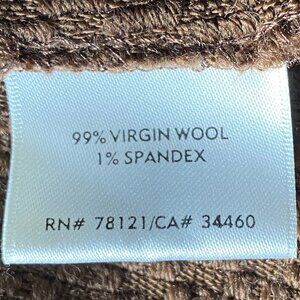 99% VIRGIN WOOL
1% SPANDEX
RN# 78121/CA# 34460